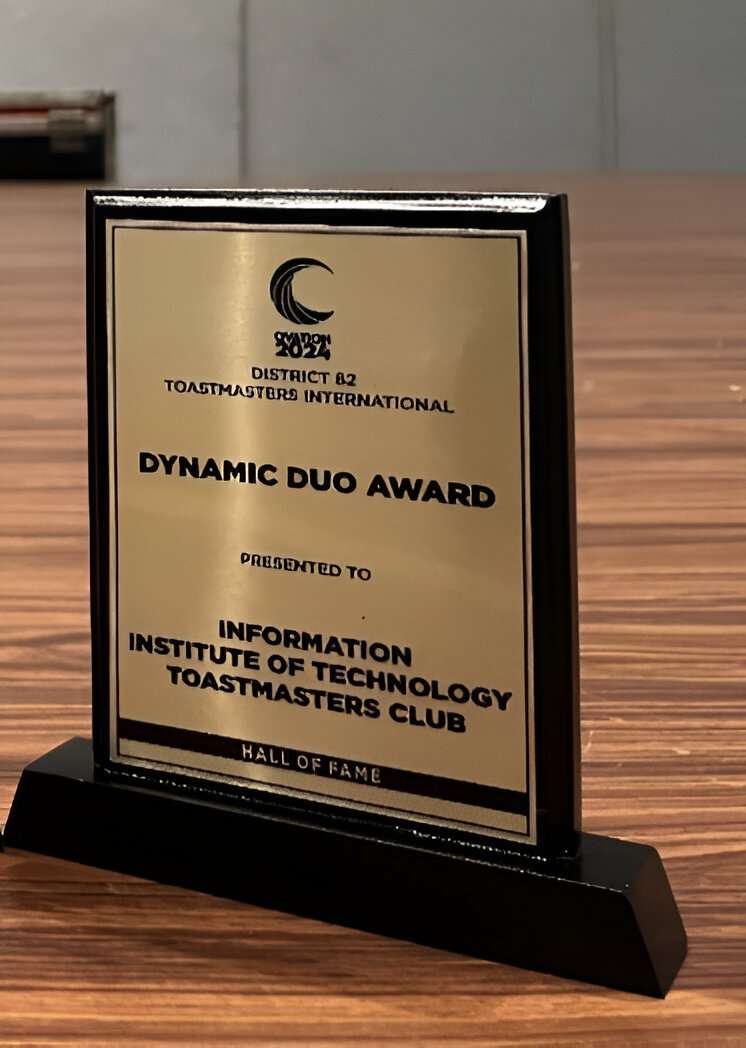 OVATION
2024
DISTRICT 82
TOASTMASTERS INTERNATIONAL
DYNAMIC DUO AWARD
PRESENTED TO
INFORMATION
INSTITUTE OF TECHNOLOGY
TOASTMASTERS CLUB
HALL OF FAME